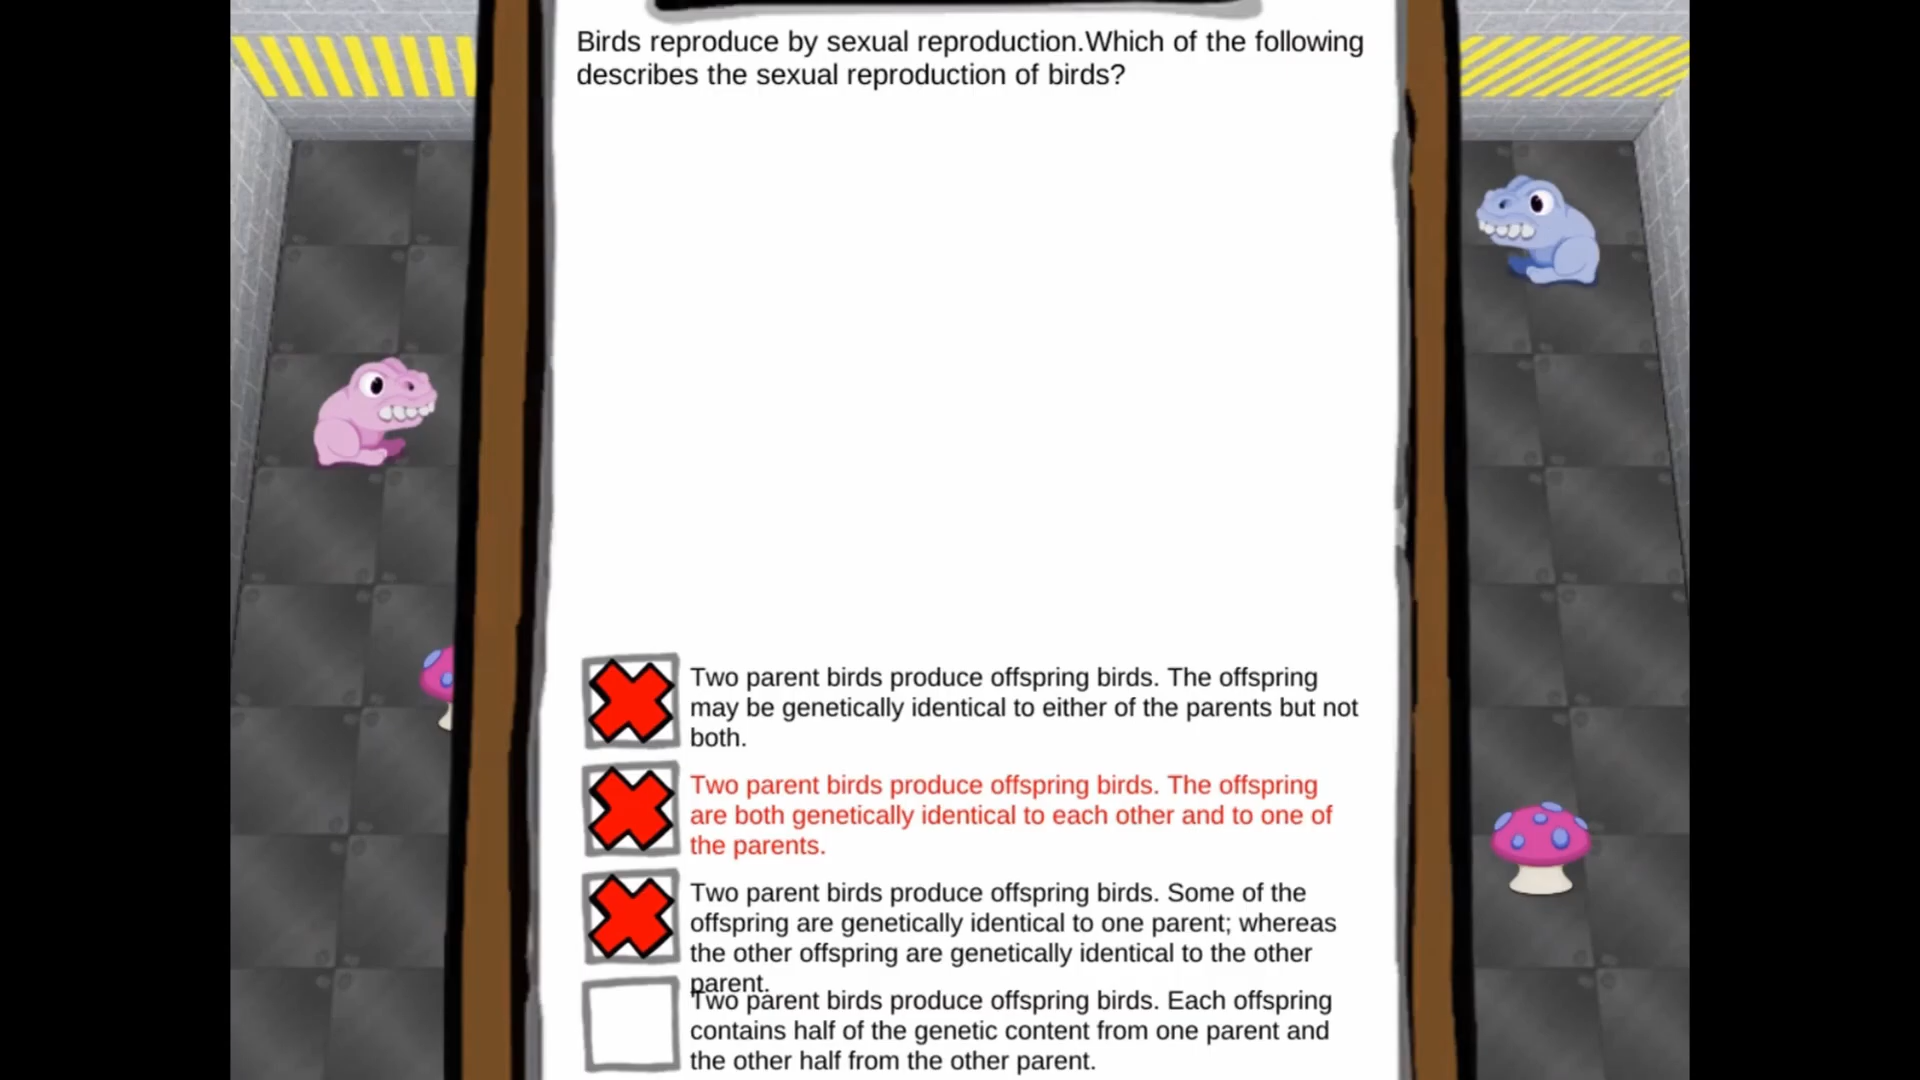 Birds reproduce by sexual reproduction.Which of the following
describes the sexual reproduction of birds?
Two parent birds produce offspring birds. The offspring
may be genetically identical to either of the parents but not
both.
Two parent birds produce offspring birds. The offspring
are both genetically identical to each other and to one of
the parents.
Two parent birds produce offspring birds. Some of the
offspring are genetically identical to one parent; whereas
the other offspring are genetically identical to the other
parent.
Two parent birds produce offspring birds. Each offspring
contains half of the genetic content from one parent and
the other half from the other parent.